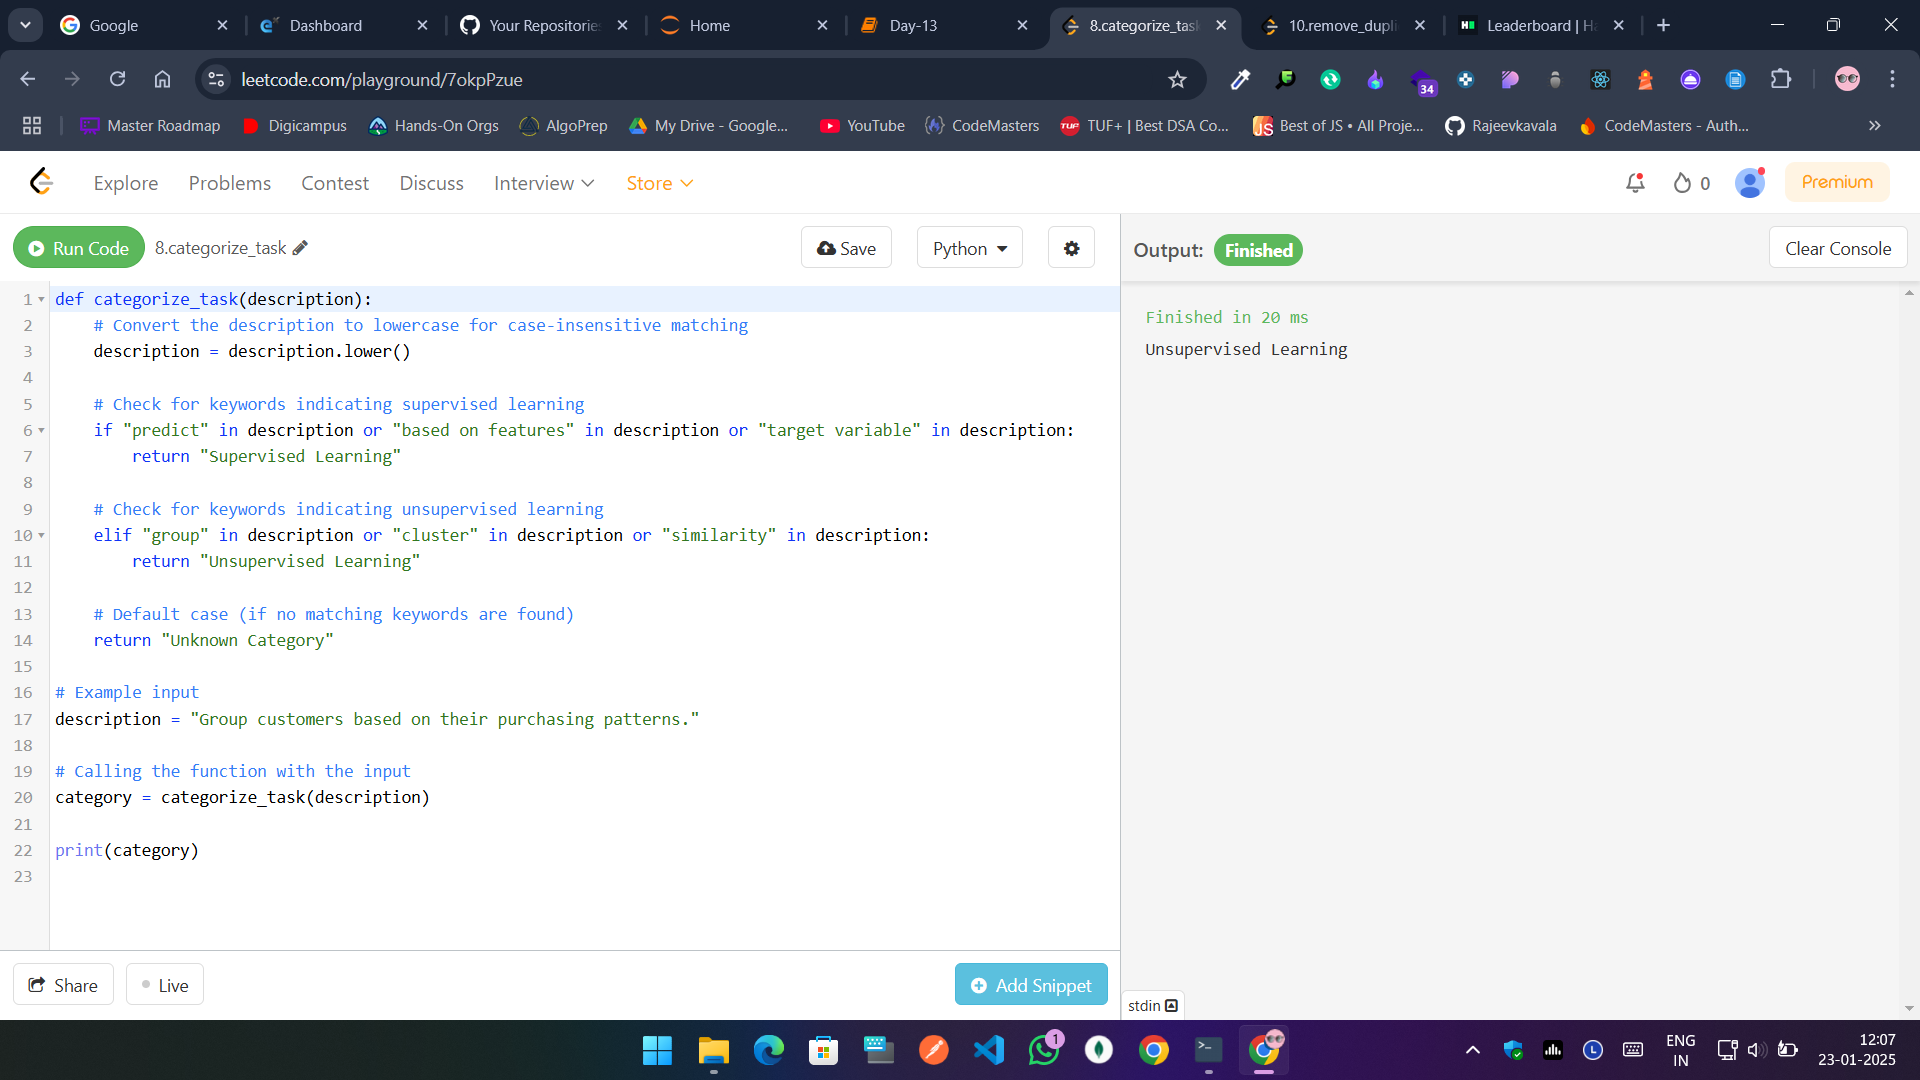 Google
Dashboard
Your Repositories
Home
Day-13
8.categorize_task
10.remove_dupli
Leaderboard | Ha
leetcode.com/playground/7okpPzue
34
Master Roadmap
Digicampus
Hands-On Orgs
AlgoPrep
My Drive - Google...
YouTube
CodeMasters
TUF TUF+ | Best DSA Co...
JS Best of JS • All Proje...
Rajeevkavala
CodeMasters - Auth...
Explore Problems Contest Discuss Interview Store
0
Premium
Run Code 8.categorize_task Save Python
1 def categorize_task(description):
2     # Convert the description to lowercase for case-insensitive matching
3     description = description.lower()
4
5     # Check for keywords indicating supervised learning
6     if "predict" in description or "based on features" in description or "target variable" in description:
7         return "Supervised Learning"
8
9     # Check for keywords indicating unsupervised learning
10     elif "group" in description or "cluster" in description or "similarity" in description:
11         return "Unsupervised Learning"
12
13     # Default case (if no matching keywords are found)
14     return "Unknown Category"
15
16 # Example input
17 description = "Group customers based on their purchasing patterns."
18
19 # Calling the function with the input
20 category = categorize_task(description)
21
22 print(category)
23
Share Live Add Snippet
Output: Finished Clear Console
Finished in 20 ms
Unsupervised Learning
stdin
1
ENG
IN
12:07
23-01-2025